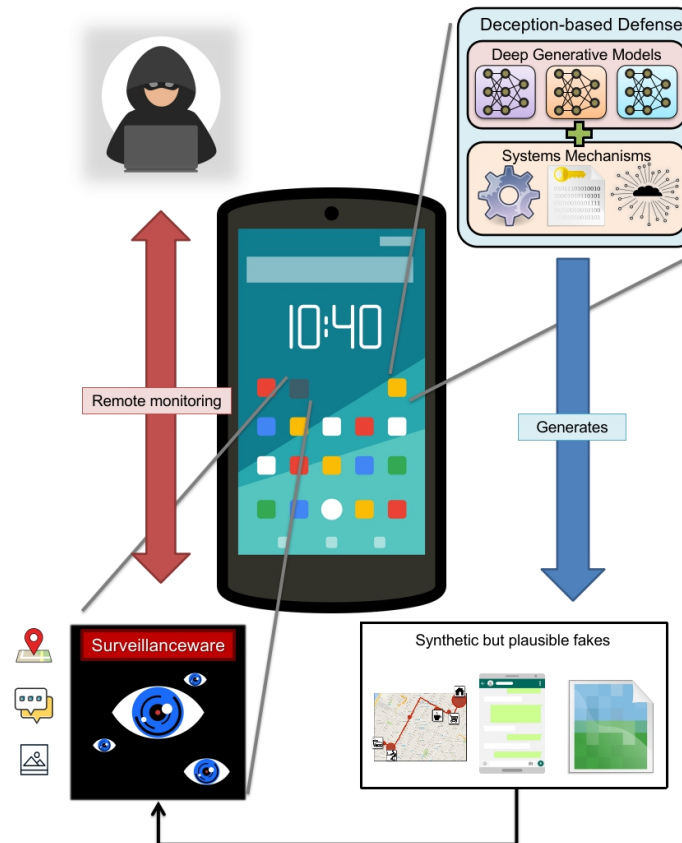 Deception-based Defense
Deep Generative Models
Systems Mechanisms
10:40
Remote monitoring
Generates
Surveillanceware
Synthetic but plausible fakes